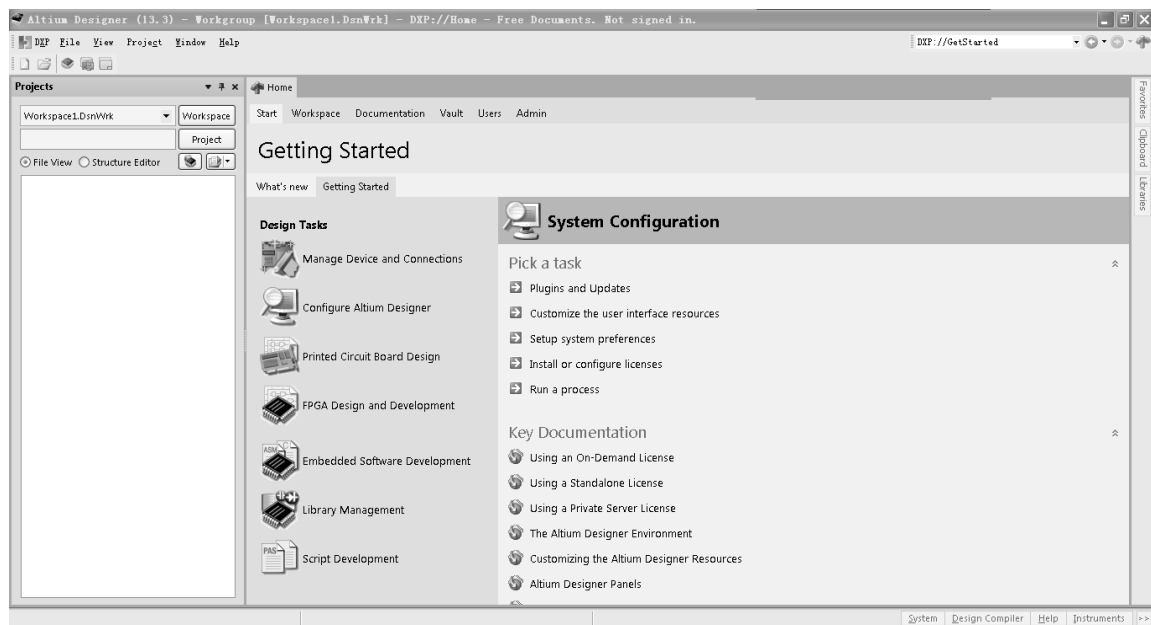 Altium Designer (13.3) - Workgroup [Workspace1.DsnWrk] - DXP://Home - Free Documents. Not signed in.
DXP File View Project Window Help
DXP://GetStarted
Projects
Home
Workspace1.DsnWrk Workspace
Start Workspace Documentation Vault Users Admin
Project
File View Structure Editor
Getting Started
What's new Getting Started
Design Tasks
Manage Device and Connections
Configure Altium Designer
Printed Circuit Board Design
FPGA Design and Development
Embedded Software Development
Library Management
Script Development
System Configuration
Pick a task
Plugins and Updates
Customize the user interface resources
Setup system preferences
Install or configure licenses
Run a process
Key Documentation
Using an On-Demand License
Using a Standalone License
Using a Private Server License
The Altium Designer Environment
Customizing the Altium Designer Resources
Altium Designer Panels
Favorites
Clipboard
Libraries
System Design Compiler Help Instruments >>